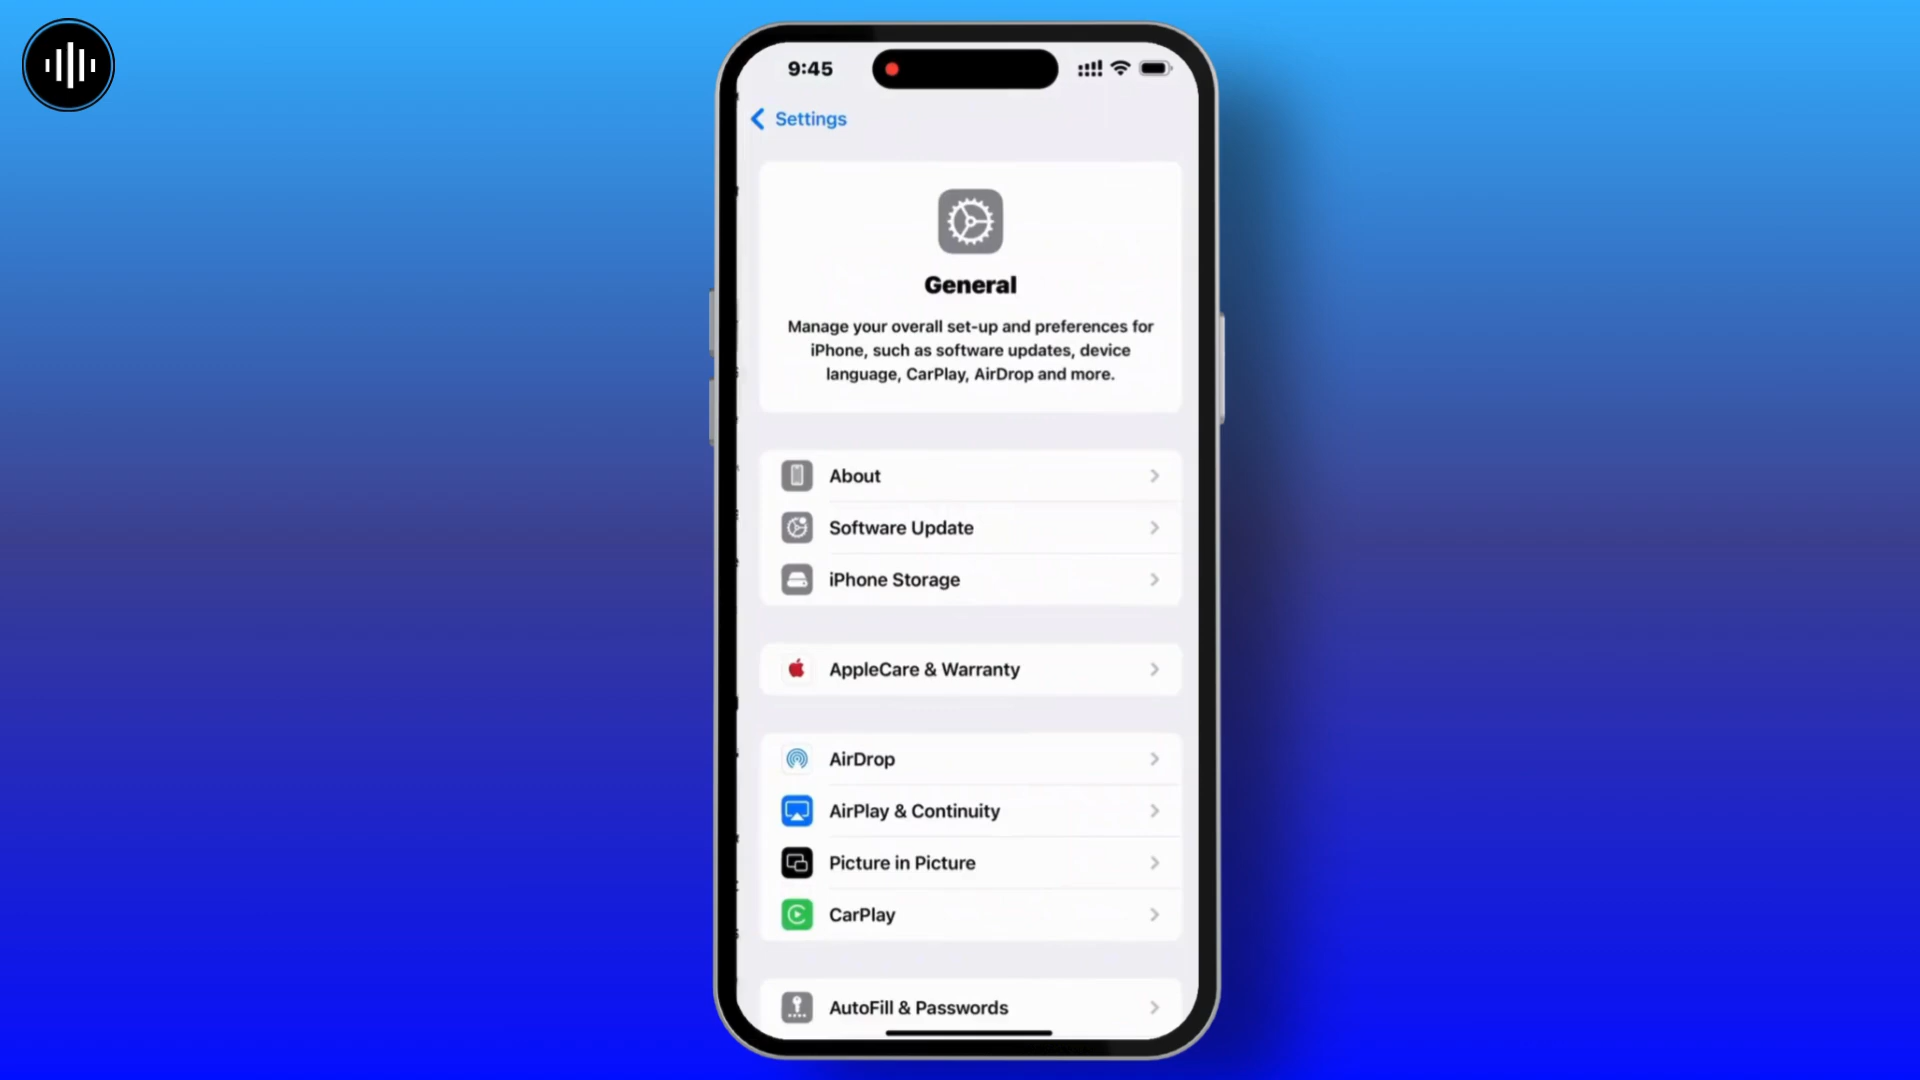 9:45
Settings
General
Manage your overall set-up and preferences for
iPhone, such as software updates, device
language, CarPlay, AirDrop and more.
About
Software Update
iPhone Storage
AppleCare & Warranty
AirDrop
AirPlay & Continuity
Picture in Picture
CarPlay
AutoFill & Passwords